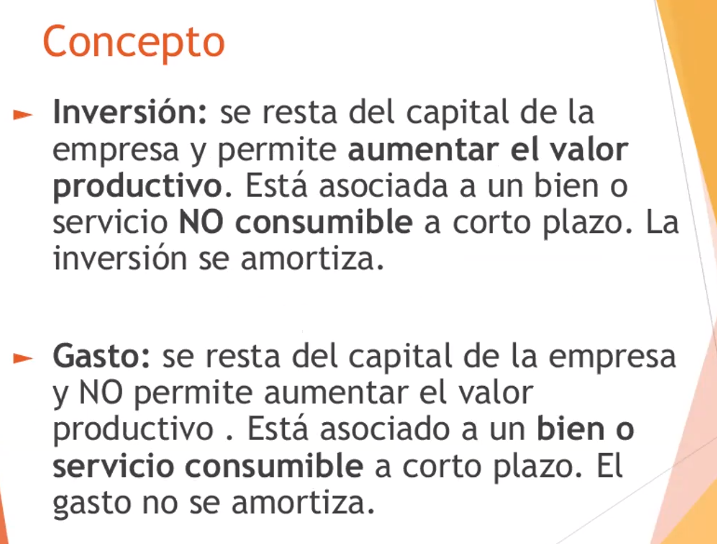 Concepto
► Inversión: se resta del capital de la
empresa y permite aumentar el valor
productivo. Está asociada a un bien o
servicio NO consumible a corto plazo. La
inversión se amortiza.
► Gasto: se resta del capital de la empresa
y NO permite aumentar el valor
productivo . Está asociado a un bien o
servicio consumible a corto plazo. El
gasto no se amortiza.